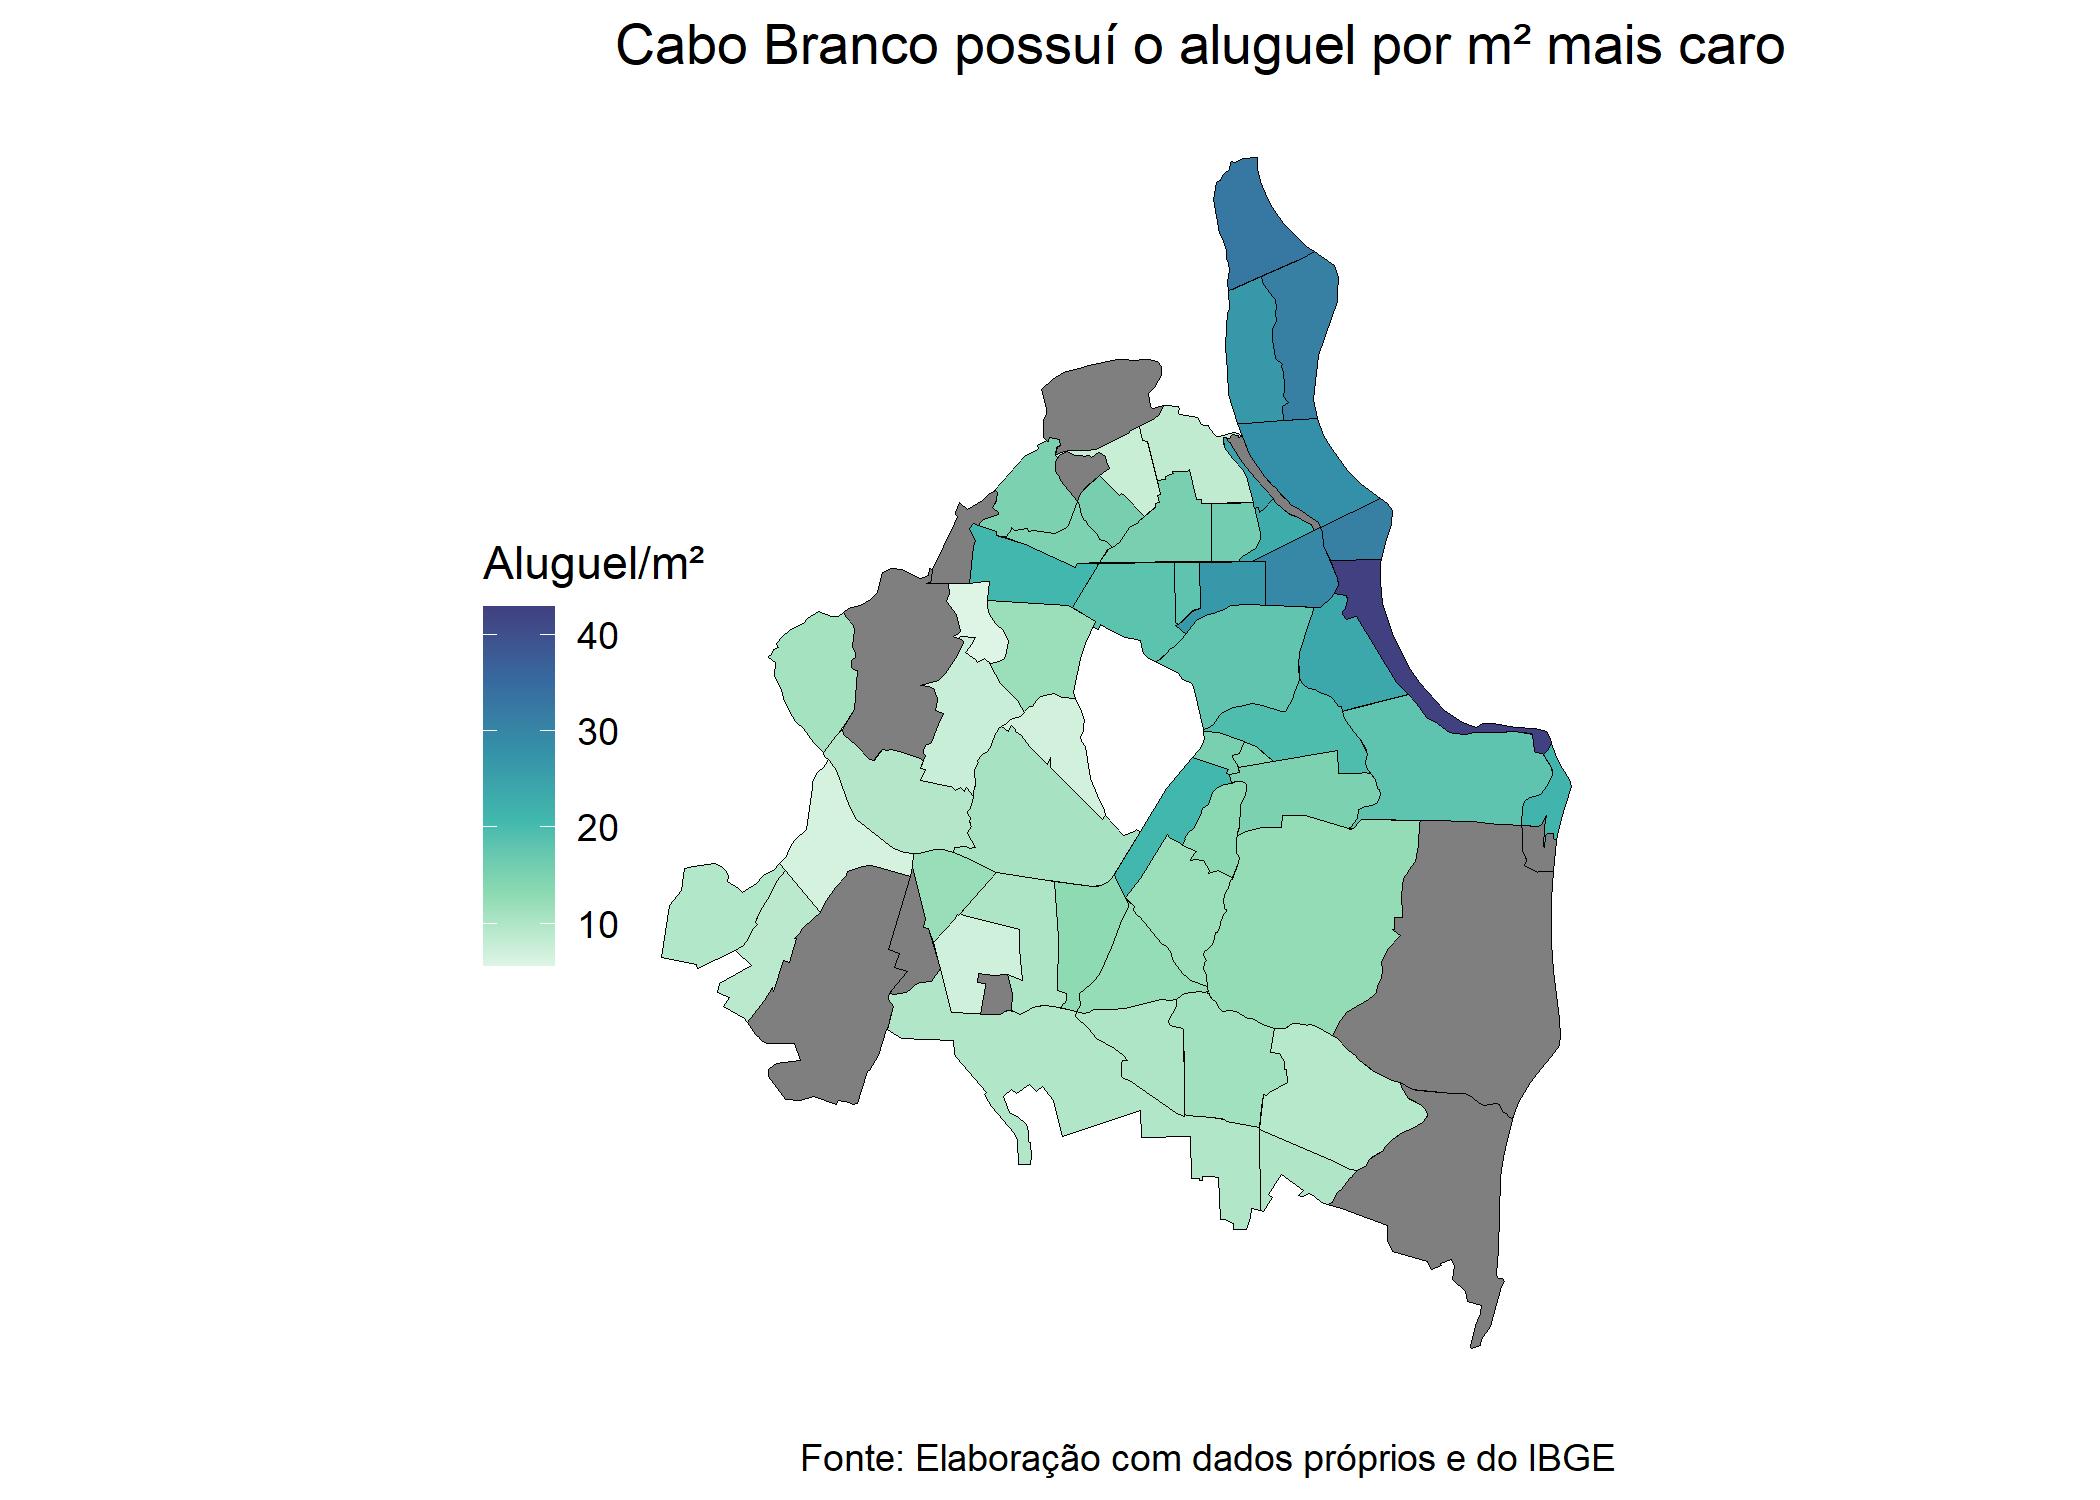 Cabo Branco possuí o aluguel por m² mais caro
Aluguel/m²
40
30
20
10
Fonte: Elaboração com dados próprios e do IBGE